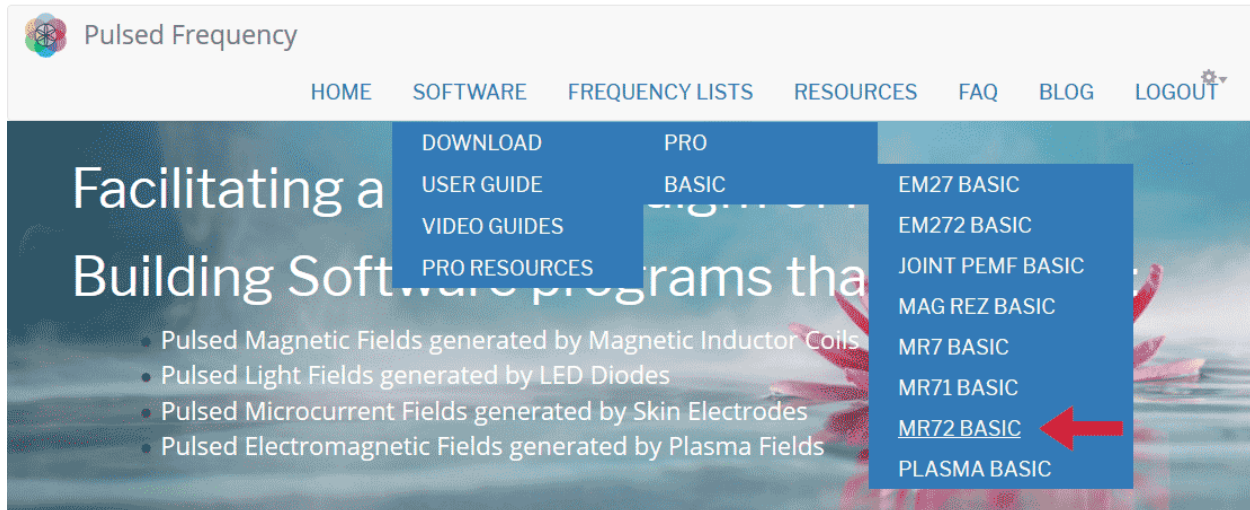 Pulsed Frequency
HOME SOFTWARE FREQUENCY LISTS RESOURCES FAQ BLOG LOGOUT
DOWNLOAD PRO
USER GUIDE BASIC EM27 BASIC
VIDEO GUIDES EM272 BASIC
PRO RESOURCES JOINT PEMF BASIC
MAG REZ BASIC
MR7 BASIC
MR71 BASIC
MR72 BASIC
PLASMA BASIC
Facilitating a
Building Software programs
• Pulsed Magnetic Fields generated by Magnetic Inductor Coils
• Pulsed Light Fields generated by LED Diodes
• Pulsed Microcurrent Fields generated by Skin Electrodes
• Pulsed Electromagnetic Fields generated by Plasma Fields